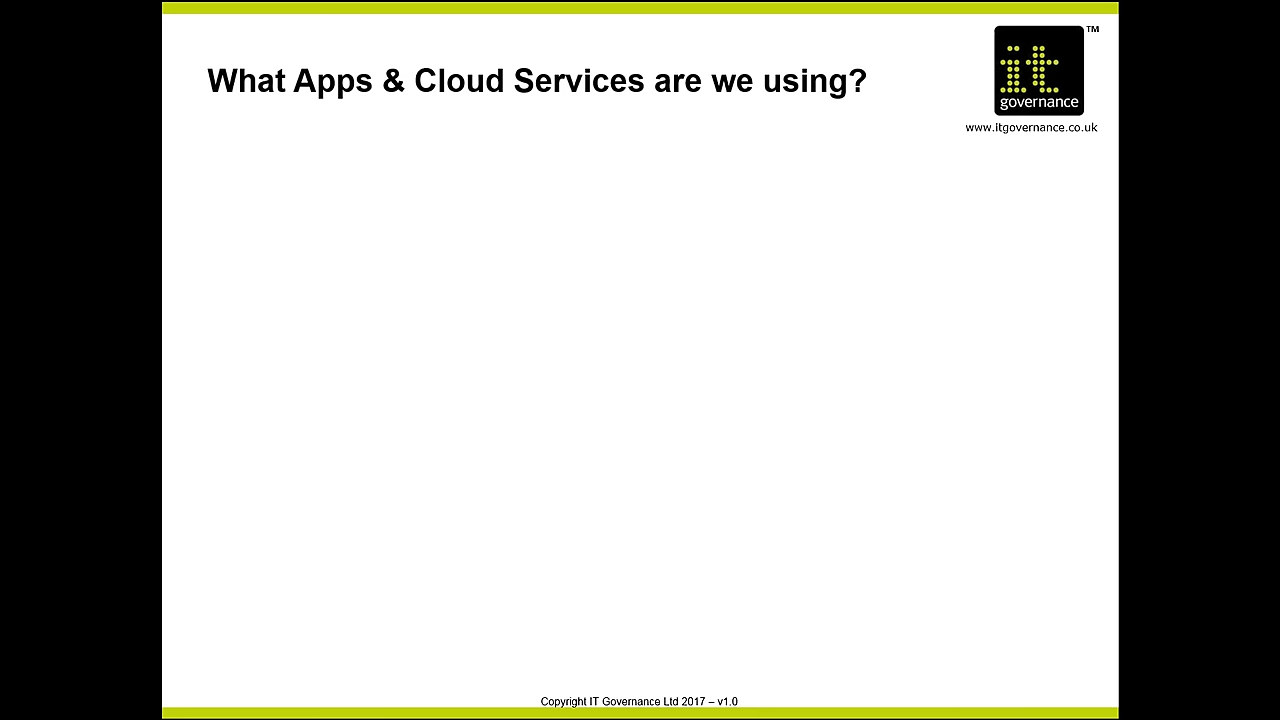 What Apps & Cloud Services are we using?
TM
it
governance
www.itgovernance.co.uk
Copyright IT Governance Ltd 2017 – v1.0